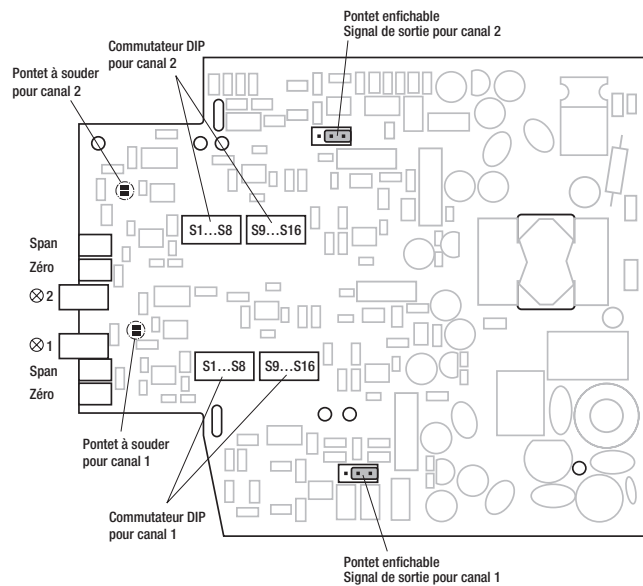 Pontet enfichable
Signal de sortie pour canal 2
Commutateur DIP
pour canal 2
Pontet à souder
pour canal 2
S1...S8
S9...S16
Span
Zéro
⊗ 2
⊗ 1
Span
Zéro
S1...S8
S9...S16
Pontet à souder
pour canal 1
Commutateur DIP
pour canal 1
Pontet enfichable
Signal de sortie pour canal 1